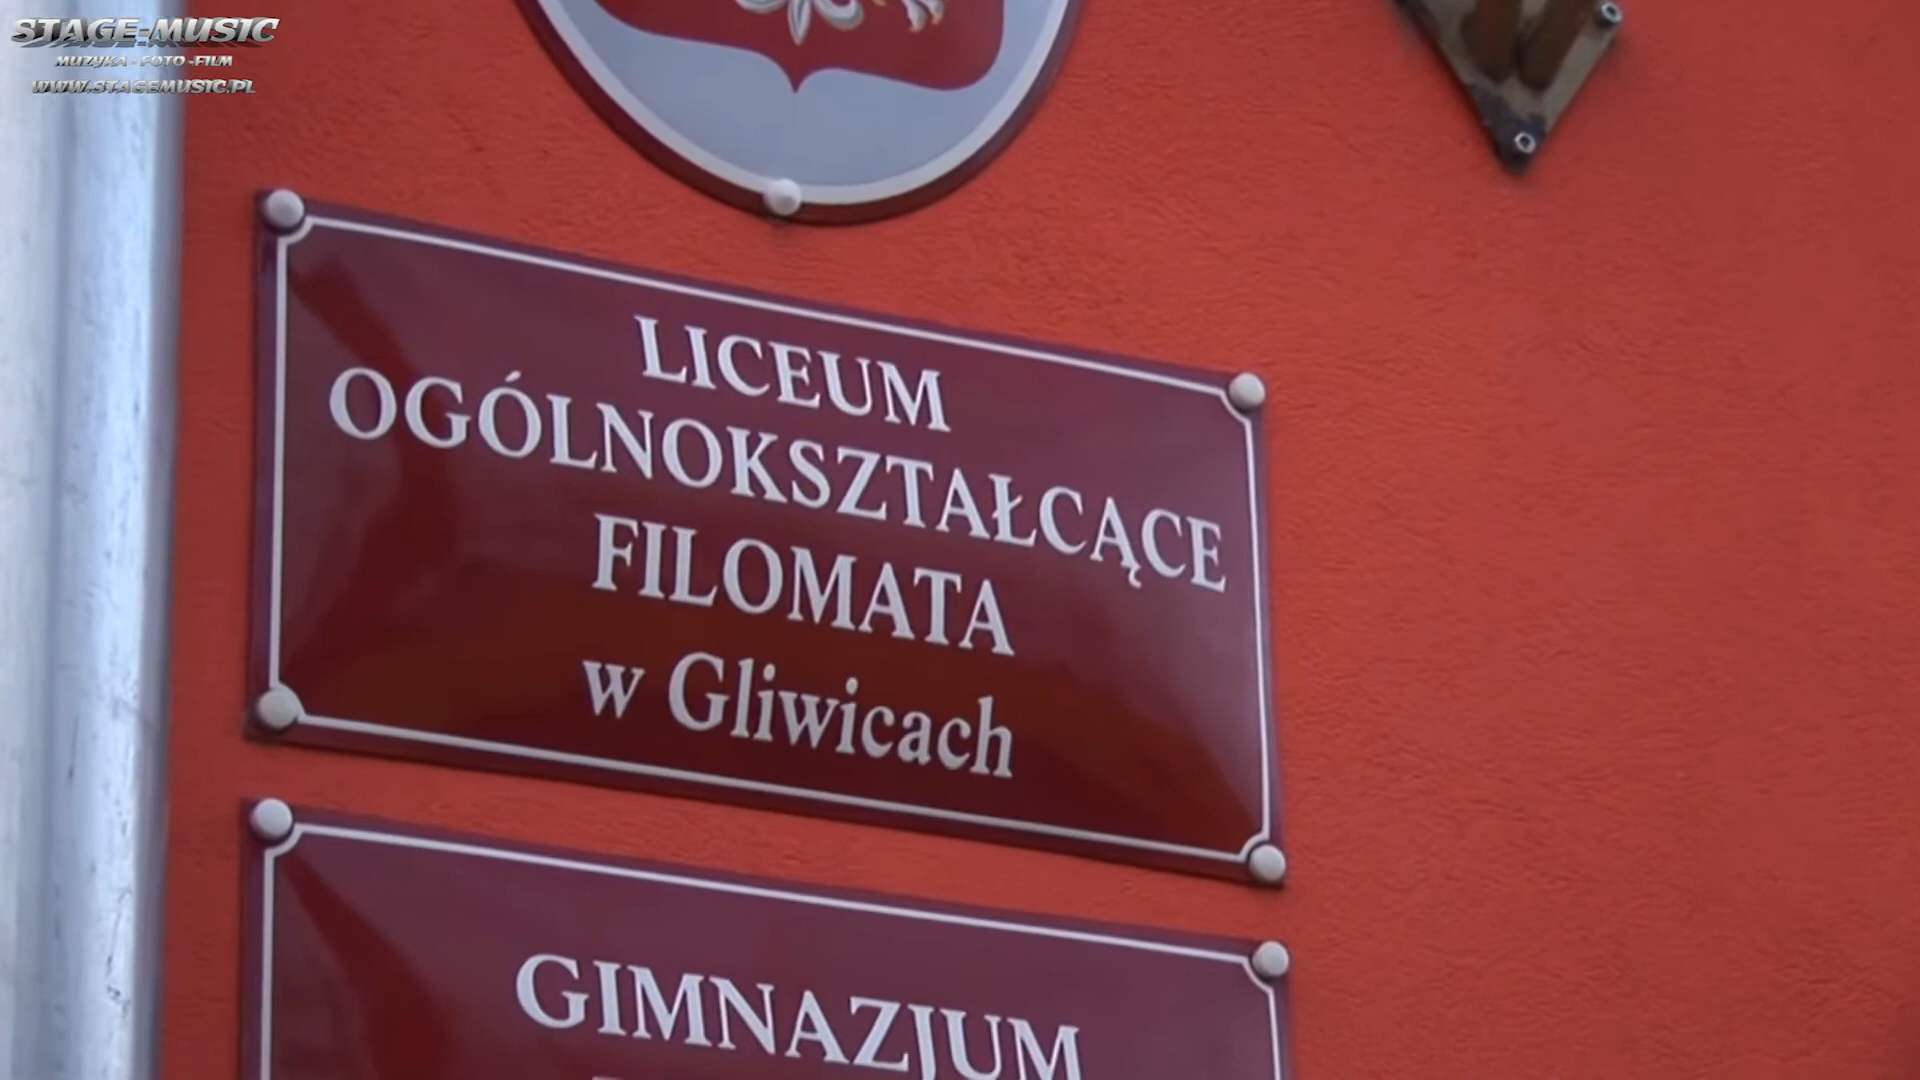 STAGE-MUSIC
MUZYKA - FOTO - FILM
WWW.STAGEMUSIC.PL
LICEUM
OGÓLNOKSZTAŁCĄCE
FILOMATA
w Gliwicach
GIMNAZJUM